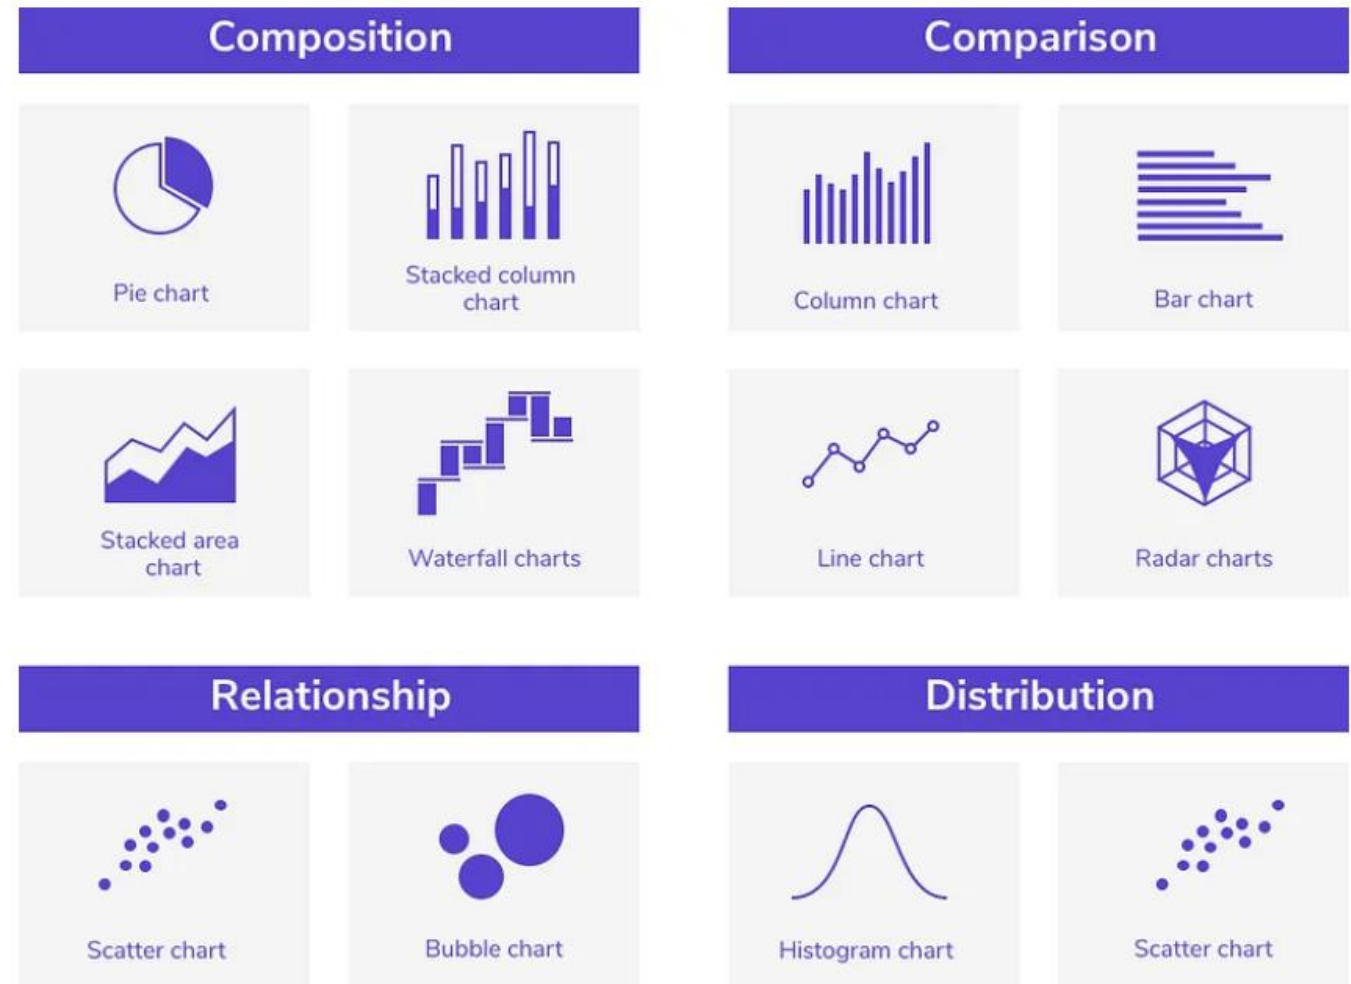 Composition
Comparison
Pie chart
Stacked column
chart
Column chart
Bar chart
Stacked area
chart
Waterfall charts
Line chart
Radar charts
Relationship
Distribution
Scatter chart
Bubble chart
Histogram chart
Scatter chart